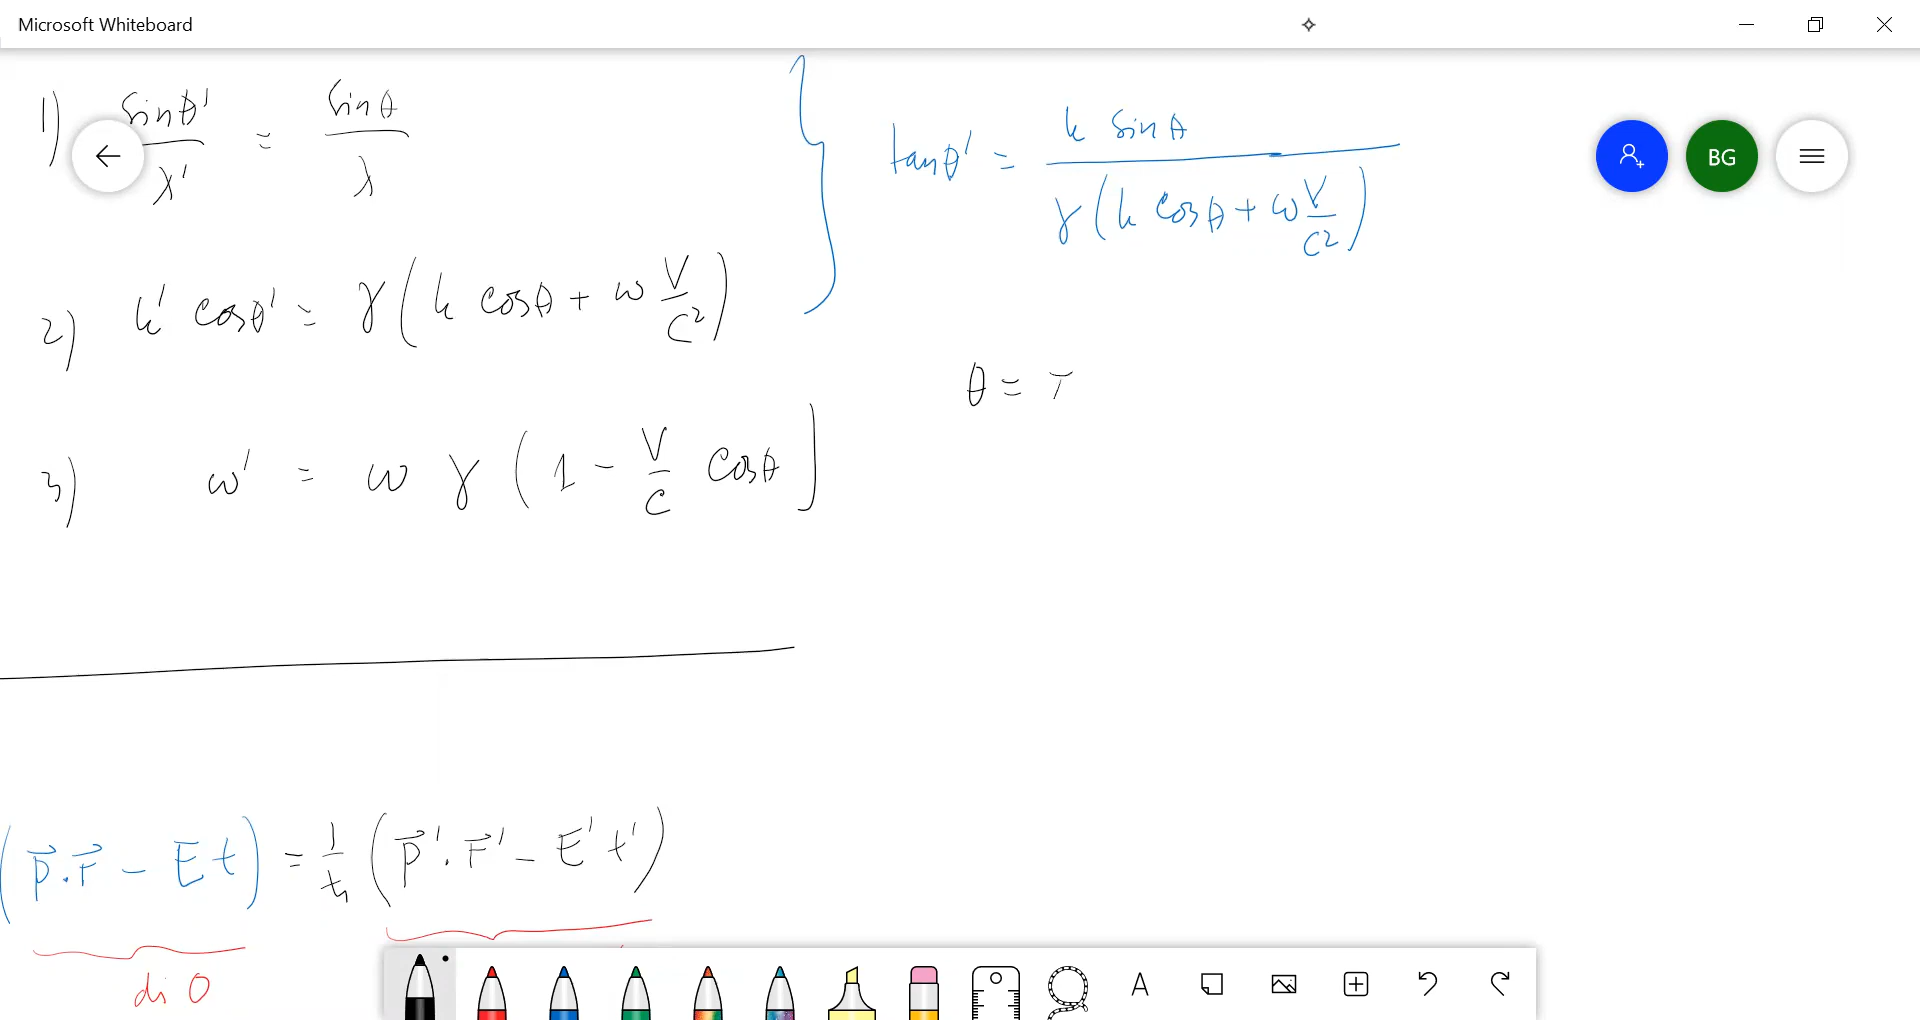 Microsoft Whiteboard
1) sinθ'/λ' = sinθ/λ
tanθ' = k sinθ / γ(k cosθ + ω V/c²)
BG
2) k' cosθ' = γ(k cosθ + ω V/c²)
θ =
3) ω' = ω γ (1 - V/c cosθ]
(p⃗·r⃗ - Et) = 1/ħ (p⃗'·r⃗' - E't')
di O
A